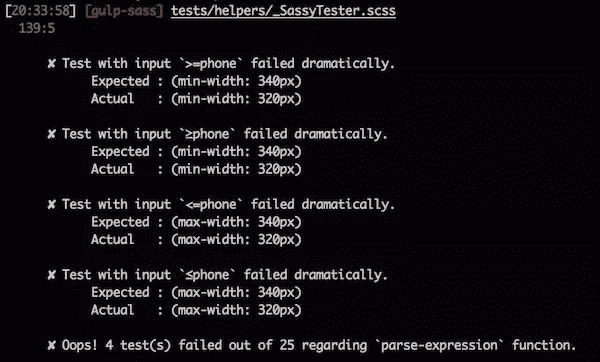 [20:33:58] [gulp-sass] tests/helpers/_SassyTester.scss
139:5
✘ Test with input `>=phone` failed dramatically.
Expected : (min-width: 340px)
Actual : (min-width: 320px)
✘ Test with input `≥phone` failed dramatically.
Expected : (min-width: 340px)
Actual : (min-width: 320px)
✘ Test with input `<=phone` failed dramatically.
Expected : (max-width: 340px)
Actual : (max-width: 320px)
✘ Test with input `≤phone` failed dramatically.
Expected : (max-width: 340px)
Actual : (max-width: 320px)
✘ Oops! 4 test(s) failed out of 25 regarding `parse-expression` function.